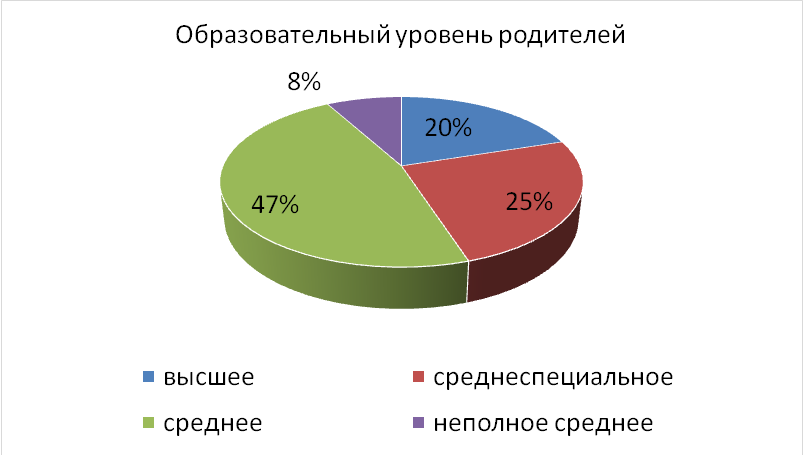 Образовательный уровень родителей
8%
20%
25%
47%
высшее
среднеспециальное
среднее
неполное среднее